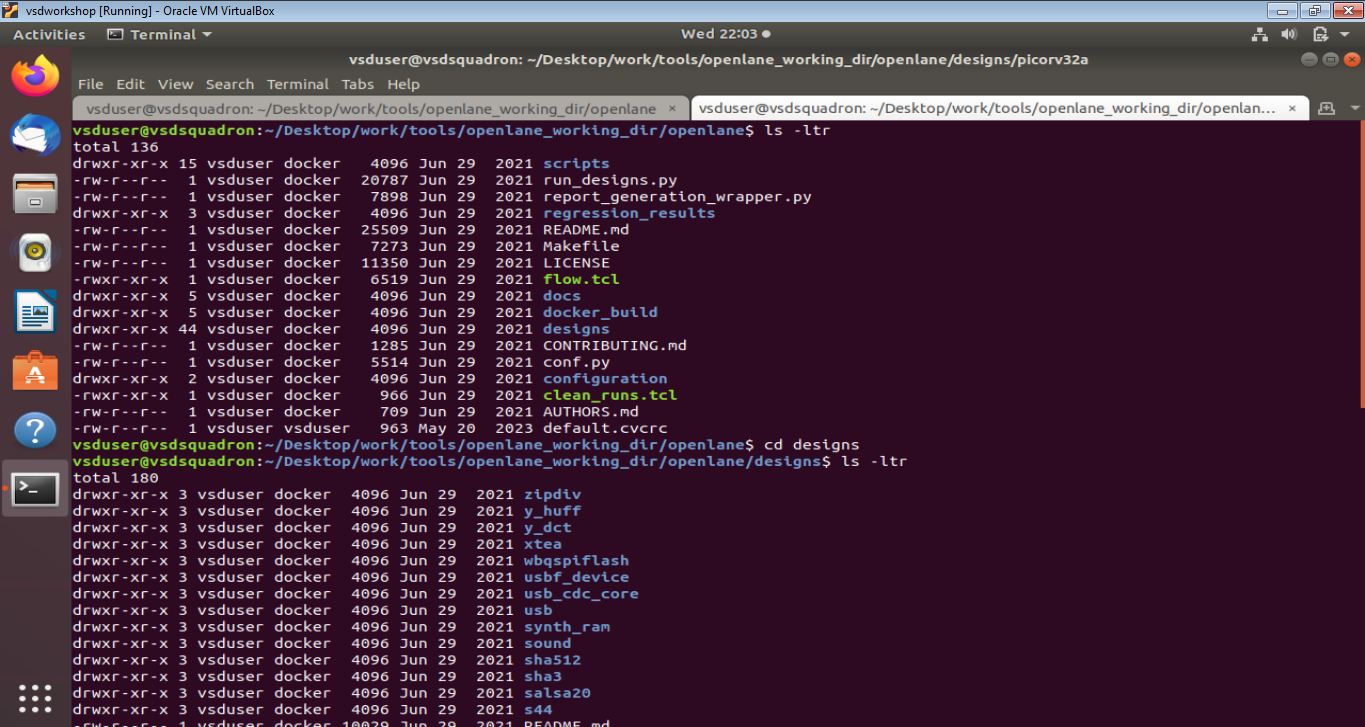 vsdworkshop [Running] - Oracle VM VirtualBox
Activities Terminal Wed 22:03
vsduser@vsdsquadron: ~/Desktop/work/tools/openlane_working_dir/openlane/designs/picorv32a
File Edit View Search Terminal Tabs Help
vsduser@vsdsquadron: ~/Desktop/work/tools/openlane_working_dir/openlane × vsduser@vsdsquadron: ~/Desktop/work/tools/openlane_working_dir/openlan... ×
vsduser@vsdsquadron:~/Desktop/work/tools/openlane_working_dir/openlane$ ls -ltr
total 136
drwxr-xr-x 15 vsduser docker 4096 Jun 29 2021 scripts
-rw-r--r-- 1 vsduser docker 20787 Jun 29 2021 run_designs.py
-rw-r--r-- 1 vsduser docker 7898 Jun 29 2021 report_generation_wrapper.py
drwxr-xr-x 3 vsduser docker 4096 Jun 29 2021 regression_results
-rw-r--r-- 1 vsduser docker 25509 Jun 29 2021 README.md
-rw-r--r-- 1 vsduser docker 7273 Jun 29 2021 Makefile
-rw-r--r-- 1 vsduser docker 11350 Jun 29 2021 LICENSE
-rwxr-xr-x 1 vsduser docker 6519 Jun 29 2021 flow.tcl
drwxr-xr-x 5 vsduser docker 4096 Jun 29 2021 docs
drwxr-xr-x 5 vsduser docker 4096 Jun 29 2021 docker_build
drwxr-xr-x 44 vsduser docker 4096 Jun 29 2021 designs
-rw-r--r-- 1 vsduser docker 1285 Jun 29 2021 CONTRIBUTING.md
-rw-r--r-- 1 vsduser docker 5514 Jun 29 2021 conf.py
drwxr-xr-x 2 vsduser docker 4096 Jun 29 2021 configuration
-rwxr-xr-x 1 vsduser docker 966 Jun 29 2021 clean_runs.tcl
-rw-r--r-- 1 vsduser docker 709 Jun 29 2021 AUTHORS.md
-rw-r--r-- 1 vsduser vsduser 963 May 20 2023 default.cvcrc
vsduser@vsdsquadron:~/Desktop/work/tools/openlane_working_dir/openlane$ cd designs
vsduser@vsdsquadron:~/Desktop/work/tools/openlane_working_dir/openlane/designs$ ls -ltr
total 180
drwxr-xr-x 3 vsduser docker 4096 Jun 29 2021 zipdiv
drwxr-xr-x 3 vsduser docker 4096 Jun 29 2021 y_huff
drwxr-xr-x 3 vsduser docker 4096 Jun 29 2021 y_dct
drwxr-xr-x 3 vsduser docker 4096 Jun 29 2021 xtea
drwxr-xr-x 3 vsduser docker 4096 Jun 29 2021 wbqspiflash
drwxr-xr-x 3 vsduser docker 4096 Jun 29 2021 usbf_device
drwxr-xr-x 3 vsduser docker 4096 Jun 29 2021 usb_cdc_core
drwxr-xr-x 3 vsduser docker 4096 Jun 29 2021 usb
drwxr-xr-x 3 vsduser docker 4096 Jun 29 2021 synth_ram
drwxr-xr-x 3 vsduser docker 4096 Jun 29 2021 sound
drwxr-xr-x 3 vsduser docker 4096 Jun 29 2021 sha512
drwxr-xr-x 3 vsduser docker 4096 Jun 29 2021 sha3
drwxr-xr-x 3 vsduser docker 4096 Jun 29 2021 salsa20
drwxr-xr-x 3 vsduser docker 4096 Jun 29 2021 s44
-rw-r--r-- 1 vsduser docker 10029 Jun 29 2021 README.md